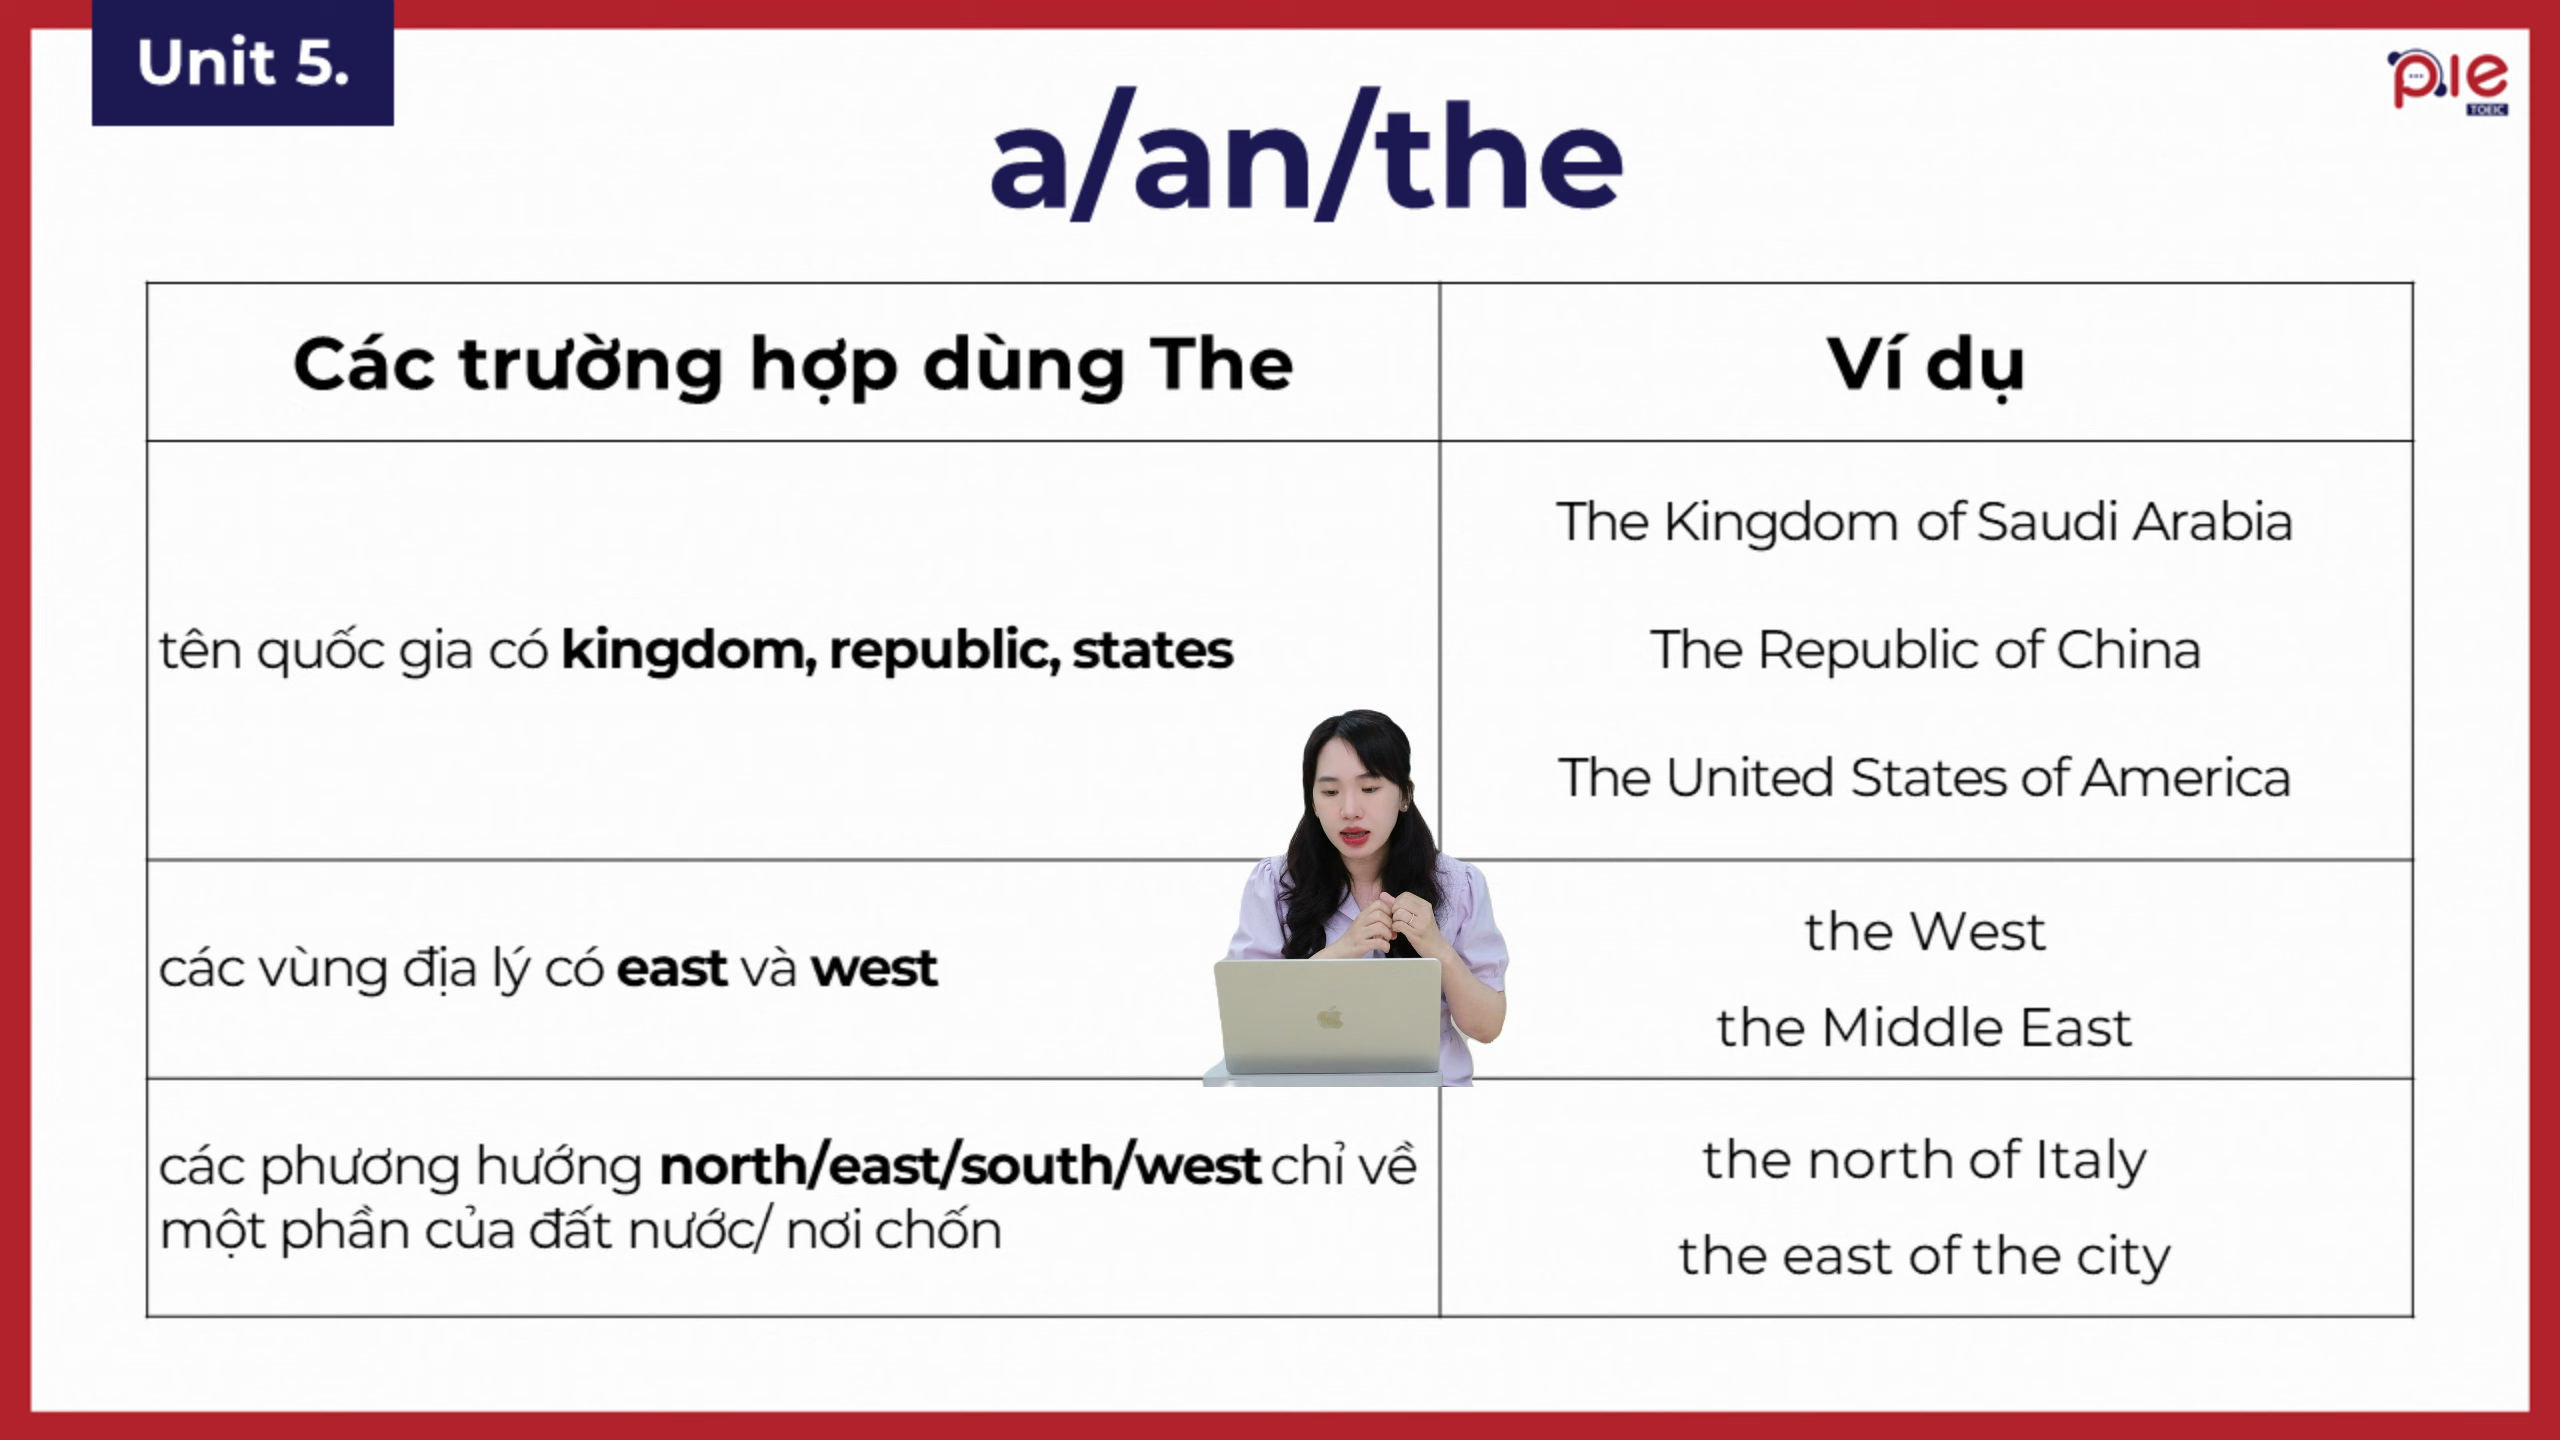 Unit 5.
pie
TOEIC
a/an/the
Các trường hợp dùng The
Ví dụ
tên quốc gia có kingdom, republic, states
The Kingdom of Saudi Arabia
The Republic of China
The United States of America
các vùng địa lý có east và west
the West
the Middle East
các phương hướng north/east/south/west chỉ về
một phần của đất nước/ nơi chốn
the north of Italy
the east of the city